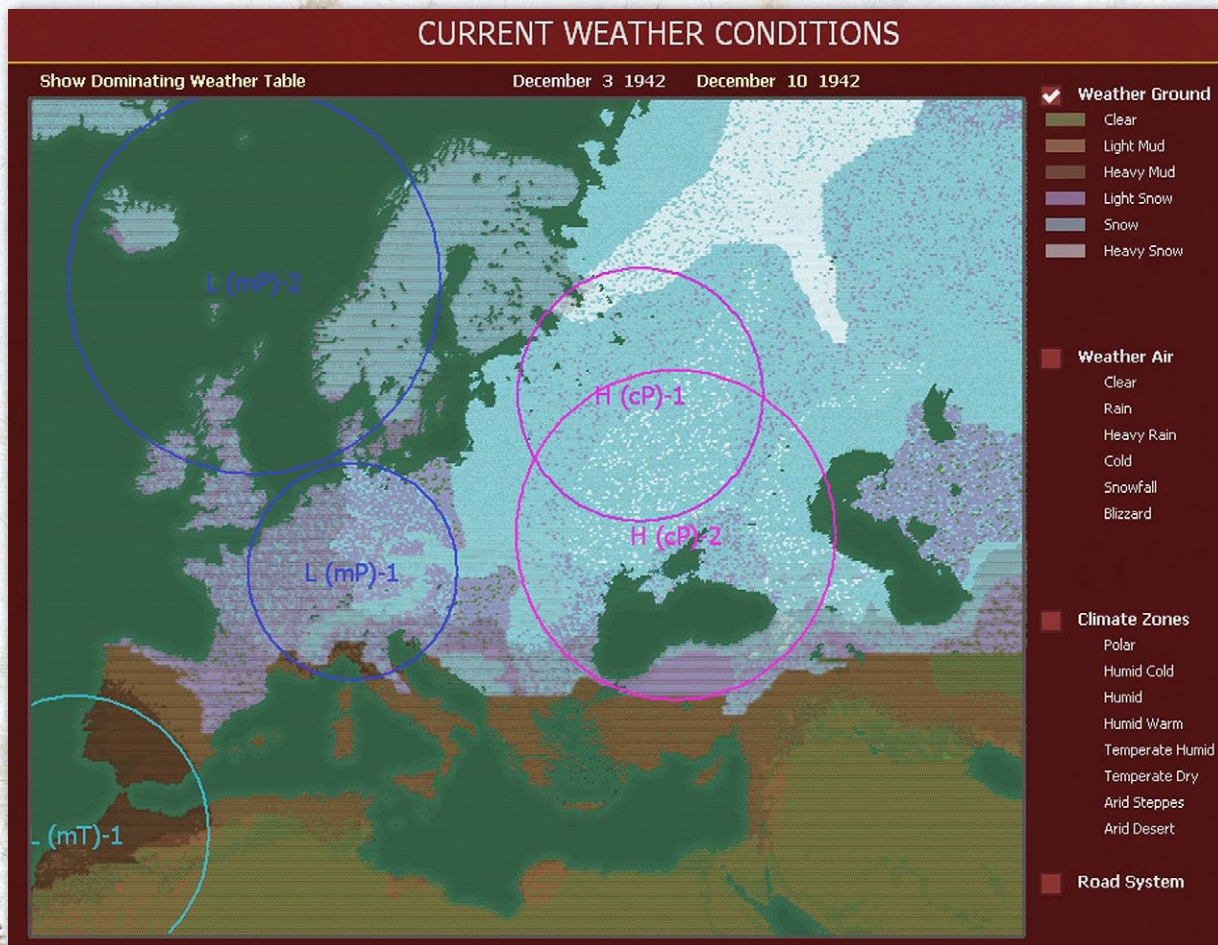 CURRENT WEATHER CONDITIONS
Show Dominating Weather Table
December 3 1942
December 10 1942
Weather Ground
Clear
Light Mud
Heavy Mud
Light Snow
Snow
Heavy Snow
Weather Air
Clear
Rain
Heavy Rain
Cold
Snowfall
Blizzard
Climate Zones
Polar
Humid Cold
Humid
Humid Warm
Temperate Humid
Temperate Dry
Arid Steppes
Arid Desert
Road System
L (mP)-2
H (cP)-1
H (cP)-2
L (mP)-1
L (mT)-1